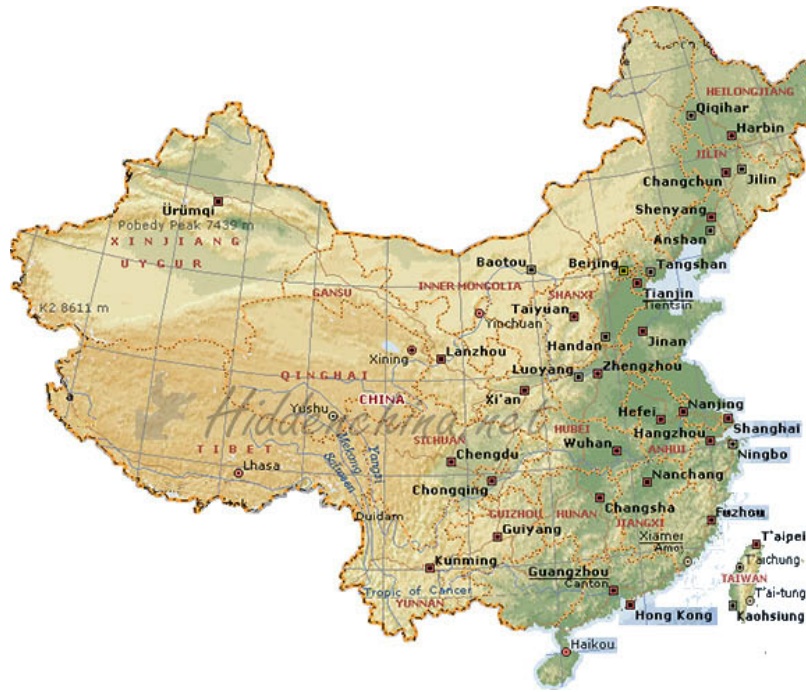 HEILONGJIANG
Qiqihar
Harbin
JILIN
Changchun
Jilin
Ürümqi
Pobedy Peak 7439 m
XINJIANG
UYGUR
Shenyang
Anshan
Baotou
Beijing
Tangshan
GANSU
INNER MONGOLIA
SHANXI
Tianjin
Tientsin
K2 8611 m
Taiyuan
Yinchuan
Handan
Jinan
Xining
Lanzhou
Luoyang
Zhengzhou
QINGHAI
Xi'an
CHINA
Hiddenchina.net
Yushu
Nanjing
Hefei
Shanghai
HUBEI
Hangzhou
SICHUAN
Wuhan
ANHUI
Ningbo
TIBET
Mekong
Yangzi
Salween
Chengdu
Lhasa
Chongqing
Nanchang
Changsha
Duidam
GUIZHOU
HUNAN
JIANGXI
Fuzhou
Guiyang
Xiamer
Amoj
T'aipei
T'aichung
Kunming
Guangzhou
Canton
TAIWAN
Tropic of Cancer
T'ai-tung
YUNNAN
Hong Kong
Kaohsiung
Haikou